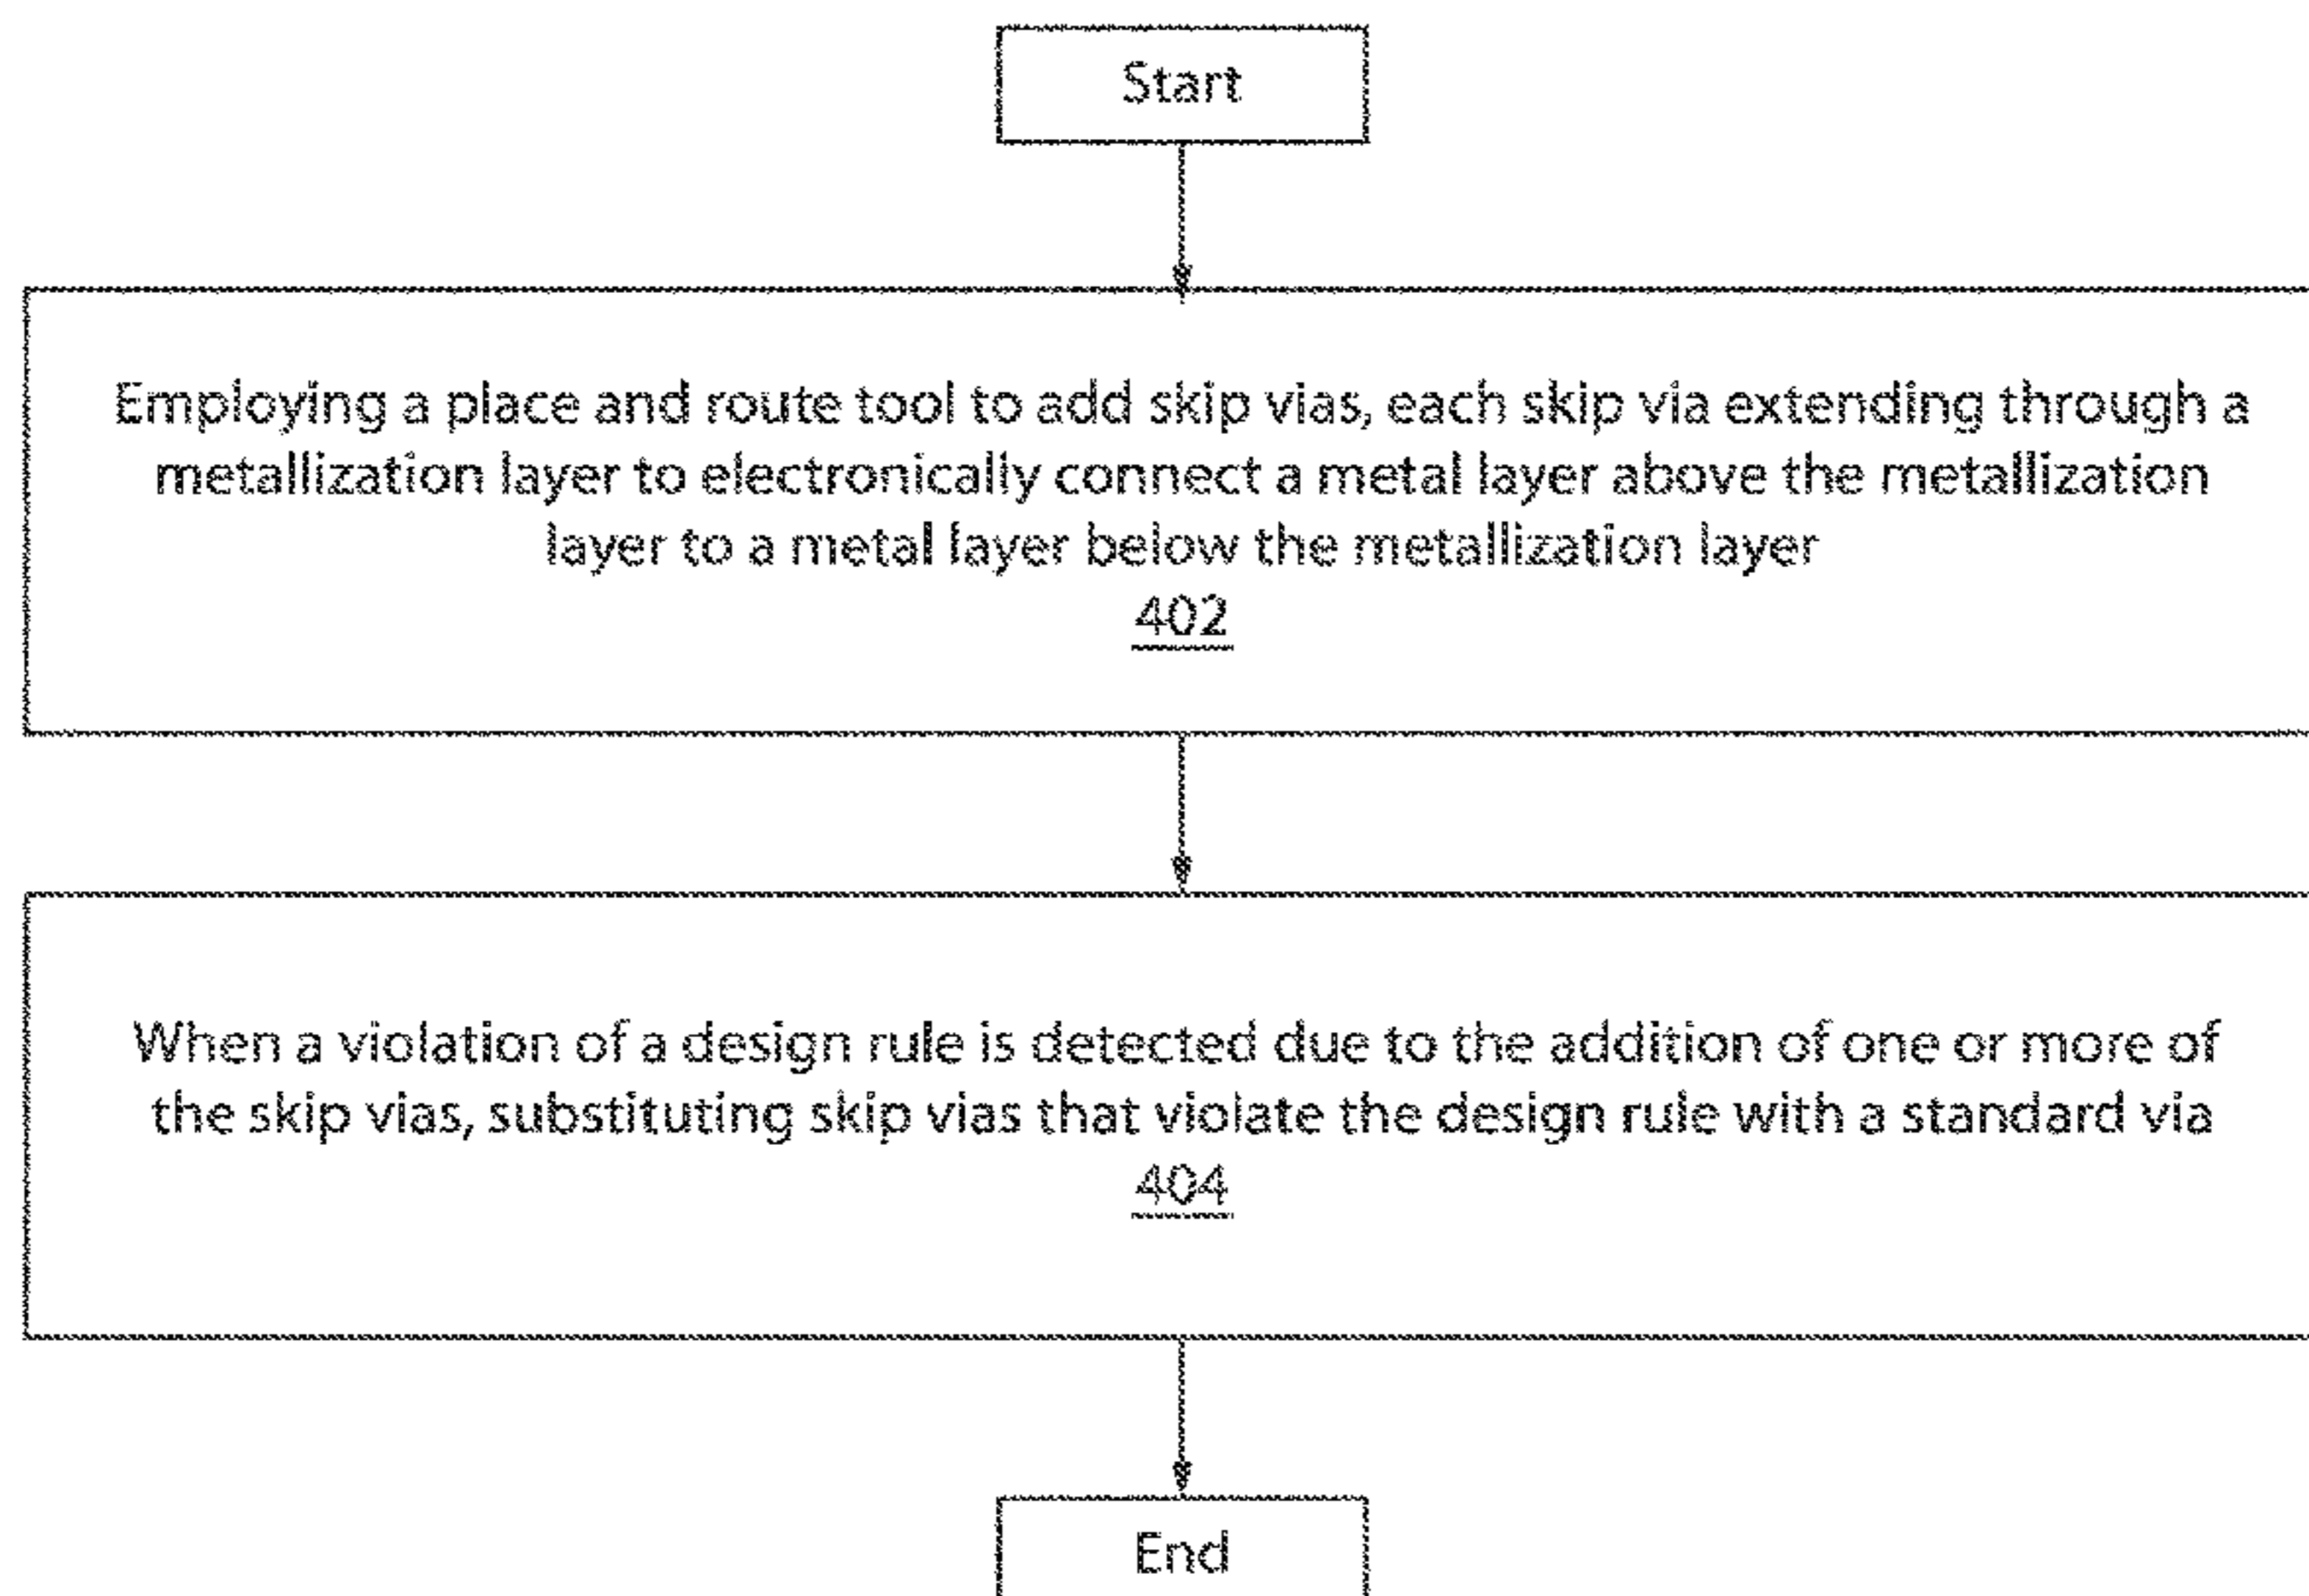 Start
Employing a place and route tool to add skip vias, each skip via extending through a
metallization layer to electronically connect a metal layer above the metallization
layer to a metal layer below the metallization layer
402
When a violation of a design rule is detected due to the addition of one or more of
the skip vias, substituting skip vias that violate the design rule with a standard via
404
End